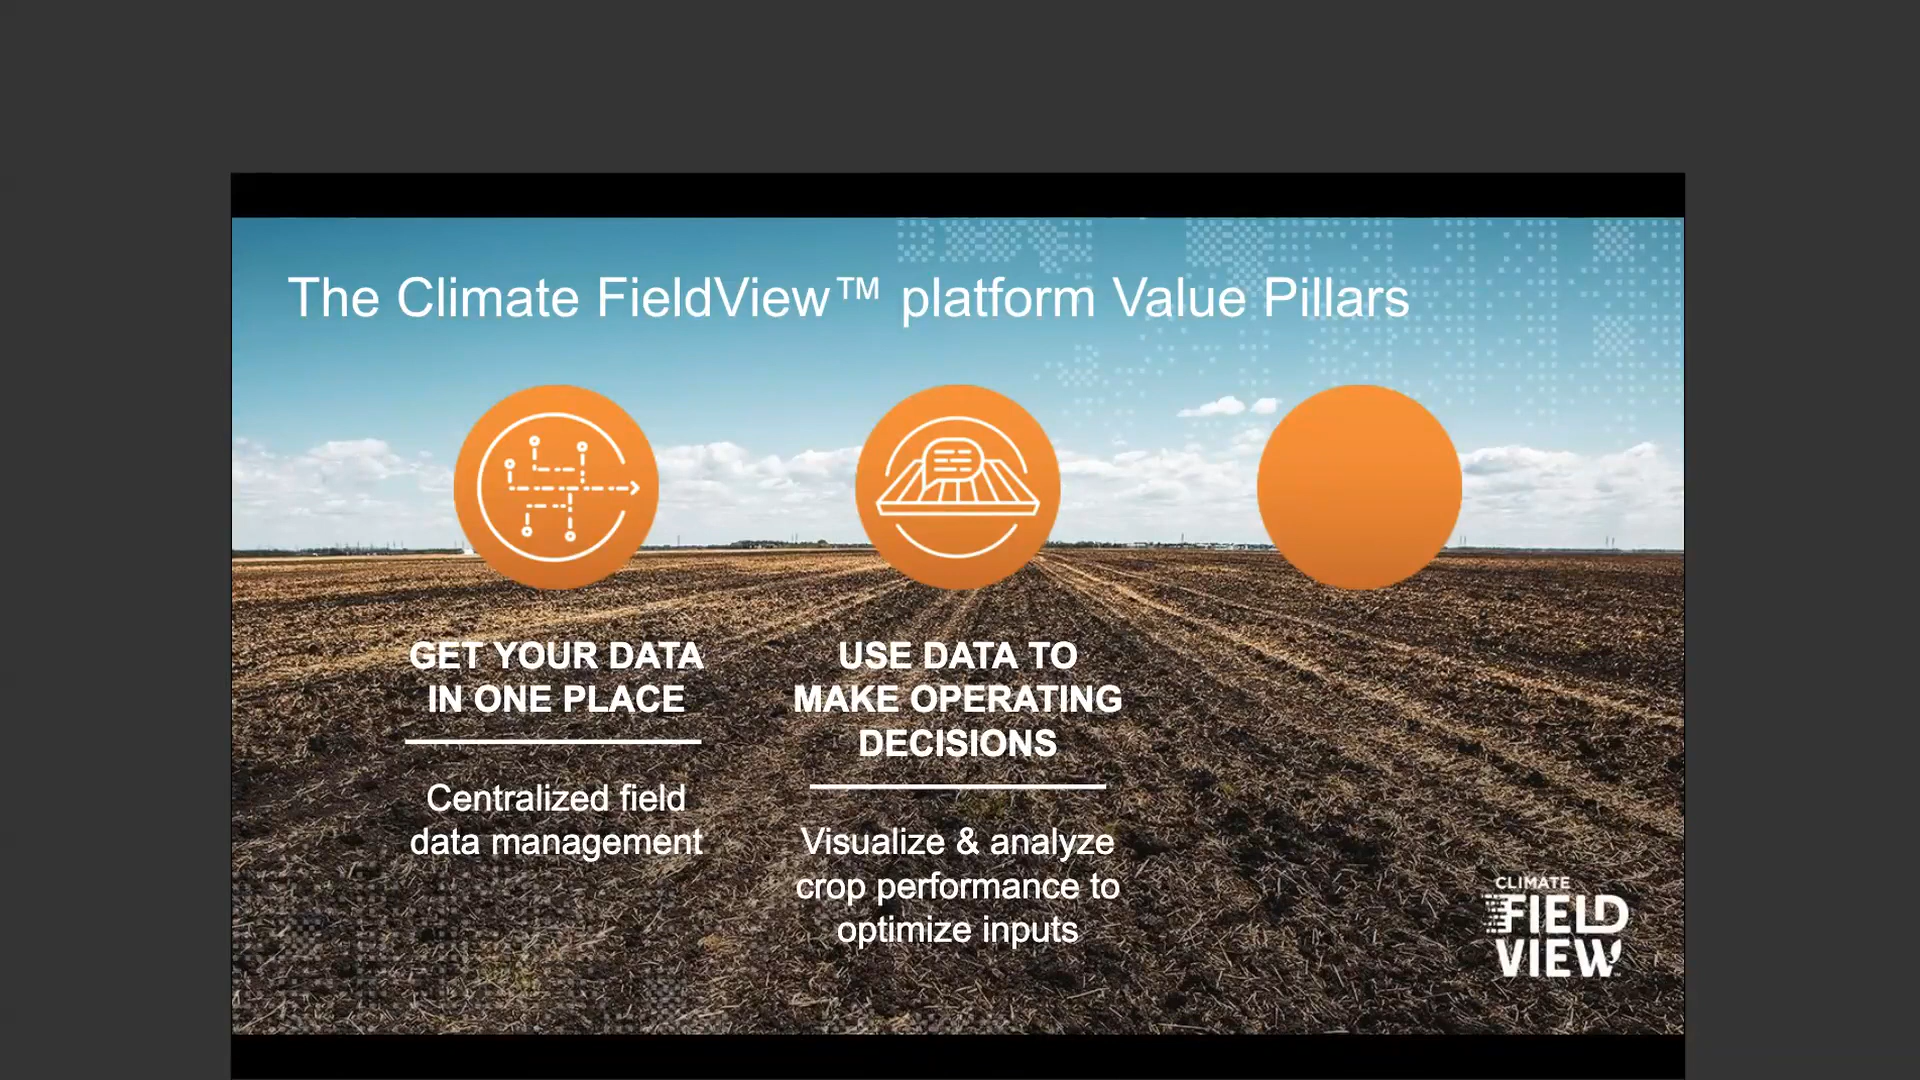 The Climate FieldView™ platform Value Pillars
GET YOUR DATA
IN ONE PLACE
Centralized field
data management
USE DATA TO
MAKE OPERATING
DECISIONS
Visualize & analyze
crop performance to
optimize inputs
CLIMATE
FIELD
VIEW